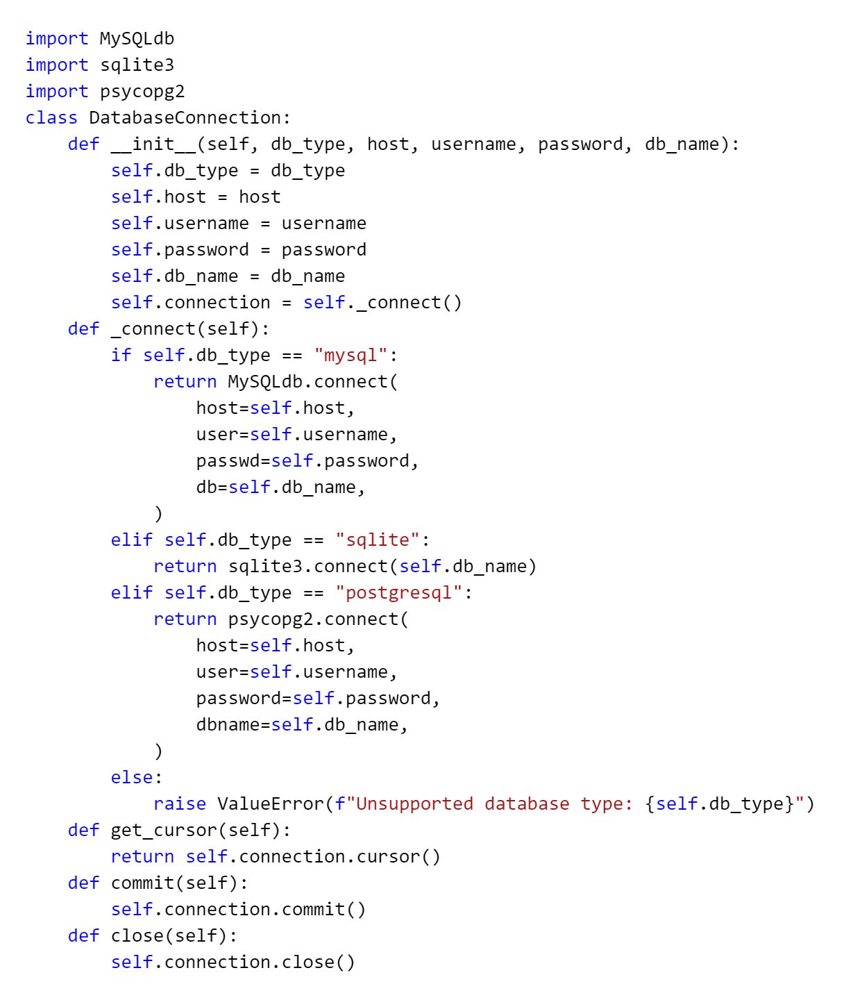 import MySQLdb
import sqlite3
import psycopg2
class DatabaseConnection:
    def __init__(self, db_type, host, username, password, db_name):
        self.db_type = db_type
        self.host = host
        self.username = username
        self.password = password
        self.db_name = db_name
        self.connection = self._connect()
    def _connect(self):
        if self.db_type == "mysql":
            return MySQLdb.connect(
                host=self.host,
                user=self.username,
                passwd=self.password,
                db=self.db_name,
            )
        elif self.db_type == "sqlite":
            return sqlite3.connect(self.db_name)
        elif self.db_type == "postgresql":
            return psycopg2.connect(
                host=self.host,
                user=self.username,
                password=self.password,
                dbname=self.db_name,
            )
        else:
            raise ValueError(f"Unsupported database type: {self.db_type}")
    def get_cursor(self):
        return self.connection.cursor()
    def commit(self):
        self.connection.commit()
    def close(self):
        self.connection.close()